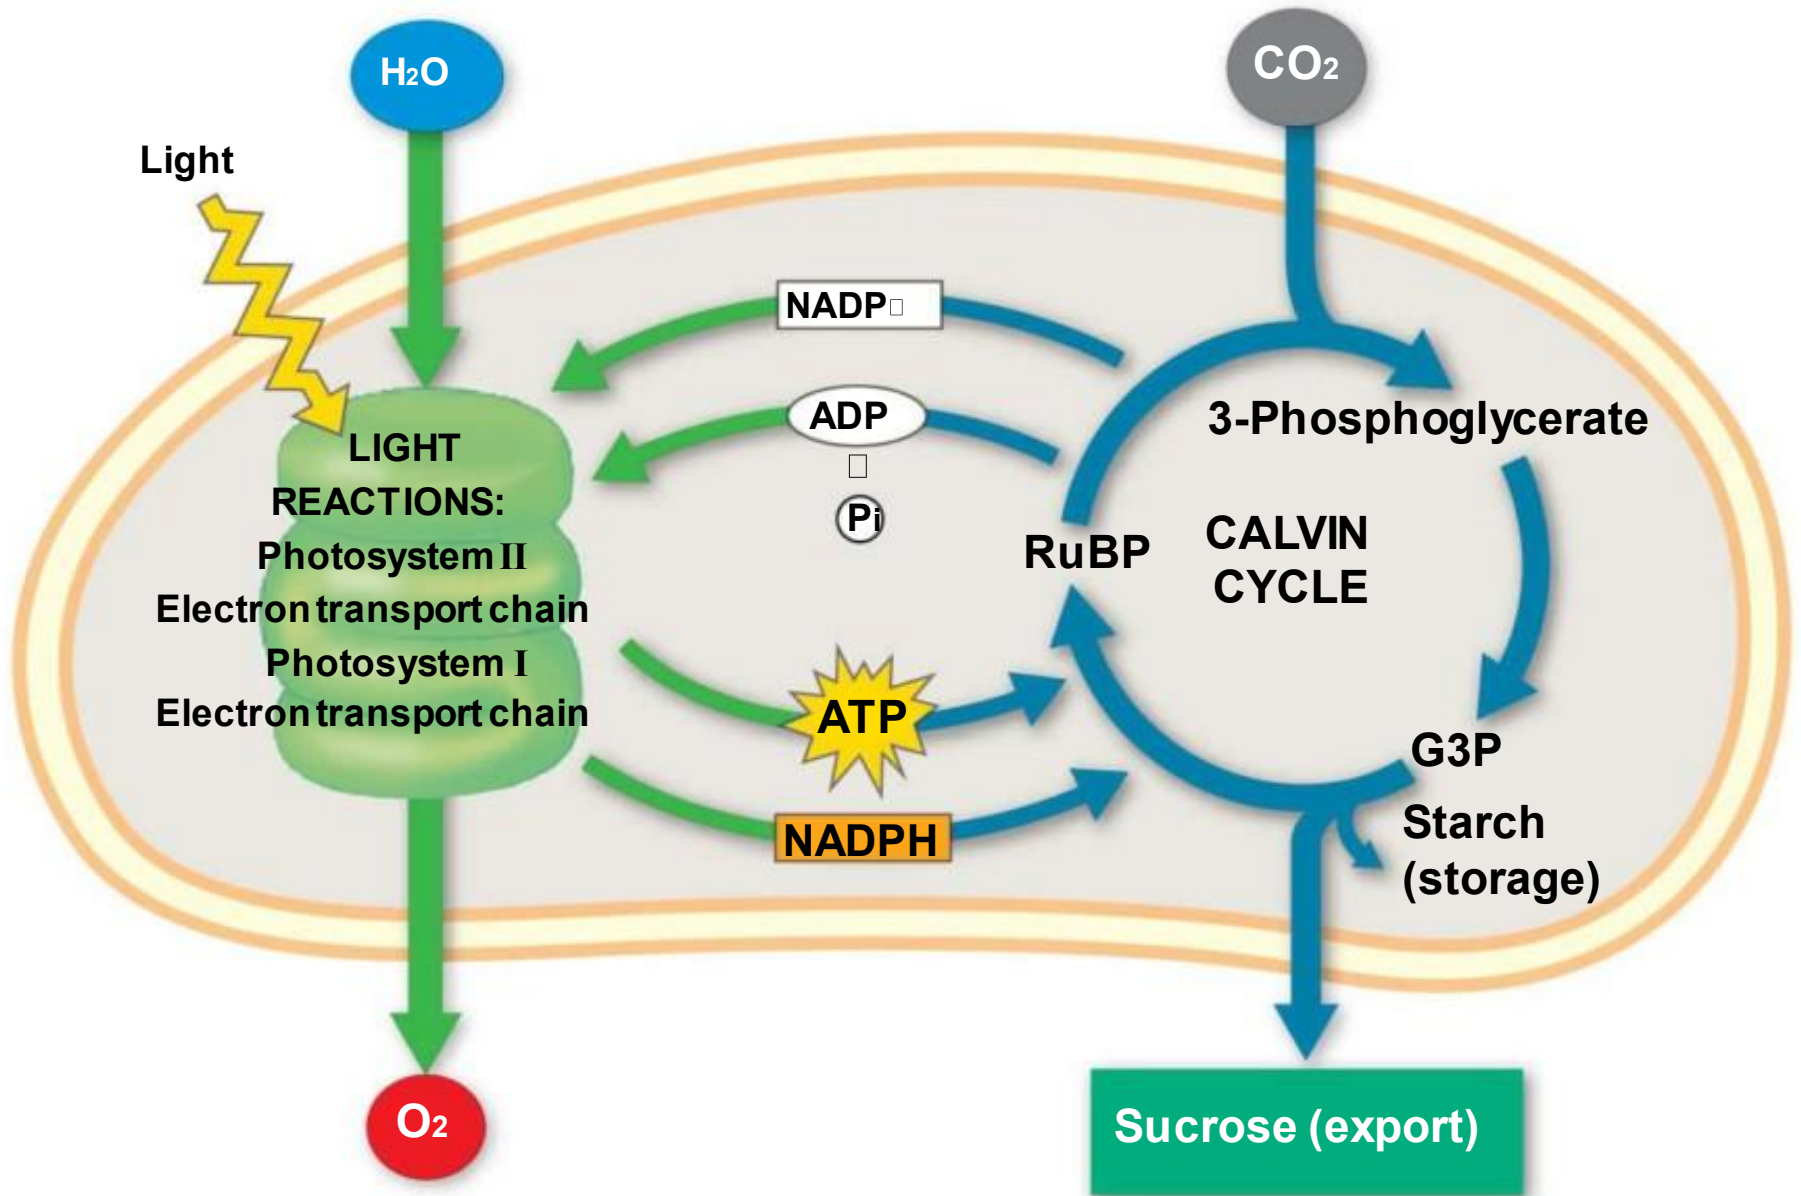 H2O
CO2
Light
NADP□
ADP
□
Pi
LIGHT
REACTIONS:
Photosystem II
Electron transport chain
Photosystem I
Electron transport chain
3-Phosphoglycerate
RuBP
CALVIN
CYCLE
ATP
NADPH
G3P
Starch
(storage)
O2
Sucrose (export)